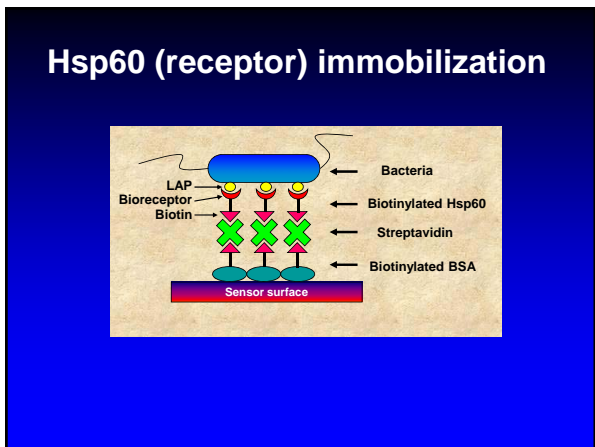 Hsp60 (receptor) immobilization
LAP
Bioreceptor
Biotin
Bacteria
Biotinylated Hsp60
Streptavidin
Biotinylated BSA
Sensor surface